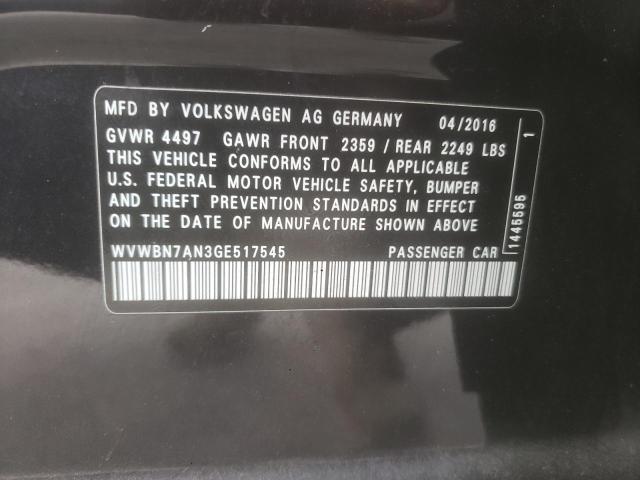 MFD BY VOLKSWAGEN AG GERMANY 04/2016
GVWR 4497 GAWR FRONT 2359 / REAR 2249 LBS
THIS VEHICLE CONFORMS TO ALL APPLICABLE
U.S. FEDERAL MOTOR VEHICLE SAFETY, BUMPER
AND THEFT PREVENTION STANDARDS IN EFFECT
ON THE DATE OF MANUFACTURE SHOWN ABOVE
WVWBN7AN3GE517545 PASSENGER CAR
1445595 1